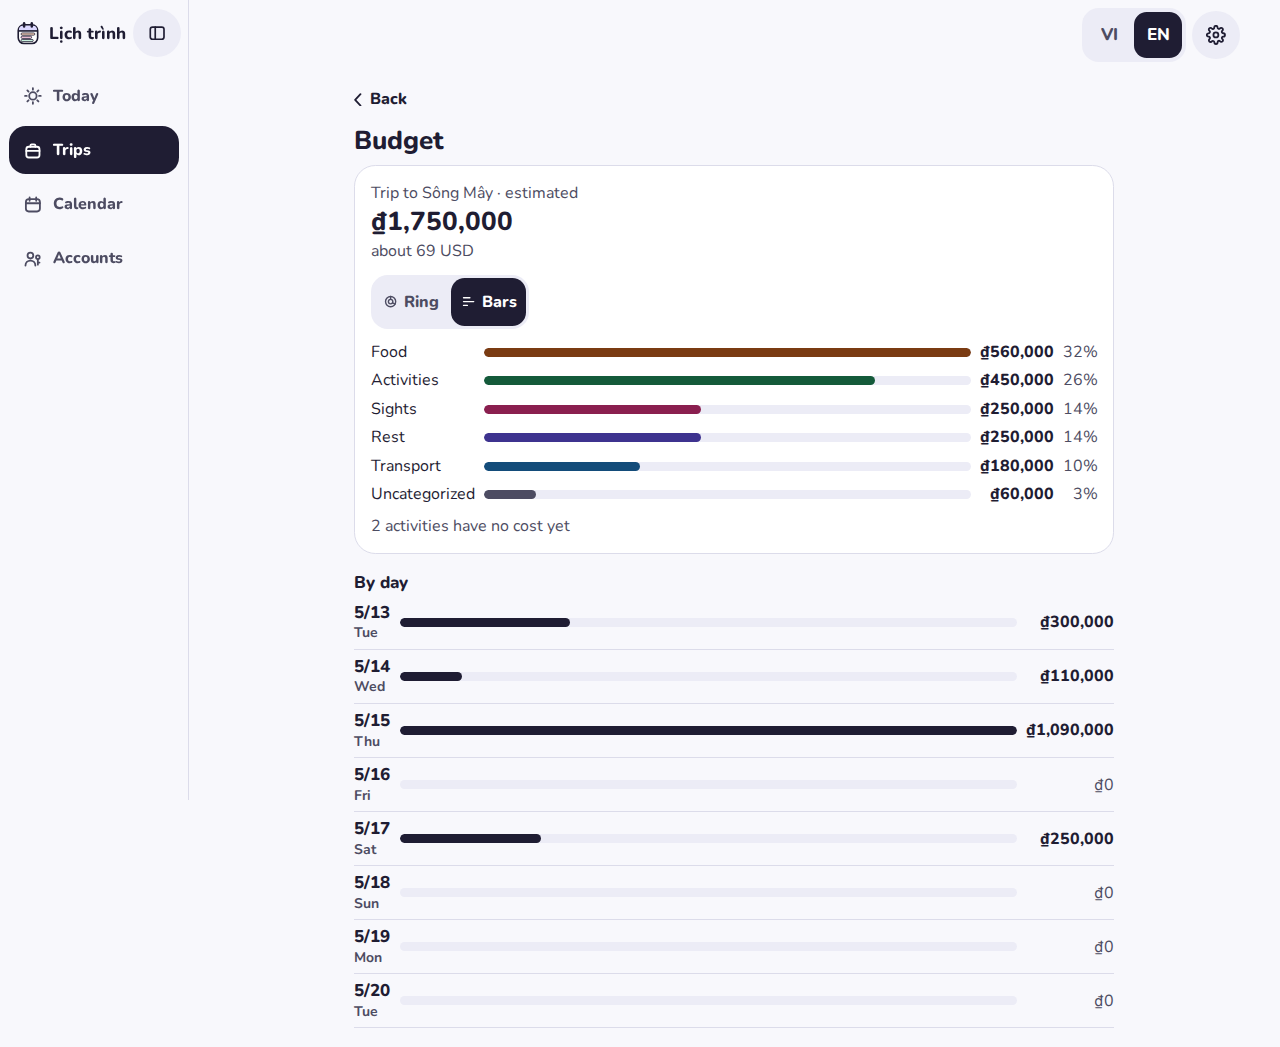 Lịch trình
VI EN
Today
Trips
Calendar
Accounts
Back
Budget
Trip to Sông Mây · estimated
₫1,750,000
about 69 USD
Ring Bars
Food ₫560,000 32%
Activities ₫450,000 26%
Sights ₫250,000 14%
Rest ₫250,000 14%
Transport ₫180,000 10%
Uncategorized ₫60,000 3%
2 activities have no cost yet
By day
5/13
Tue
₫300,000
5/14
Wed
₫110,000
5/15
Thu
₫1,090,000
5/16
Fri
₫0
5/17
Sat
₫250,000
5/18
Sun
₫0
5/19
Mon
₫0
5/20
Tue
₫0